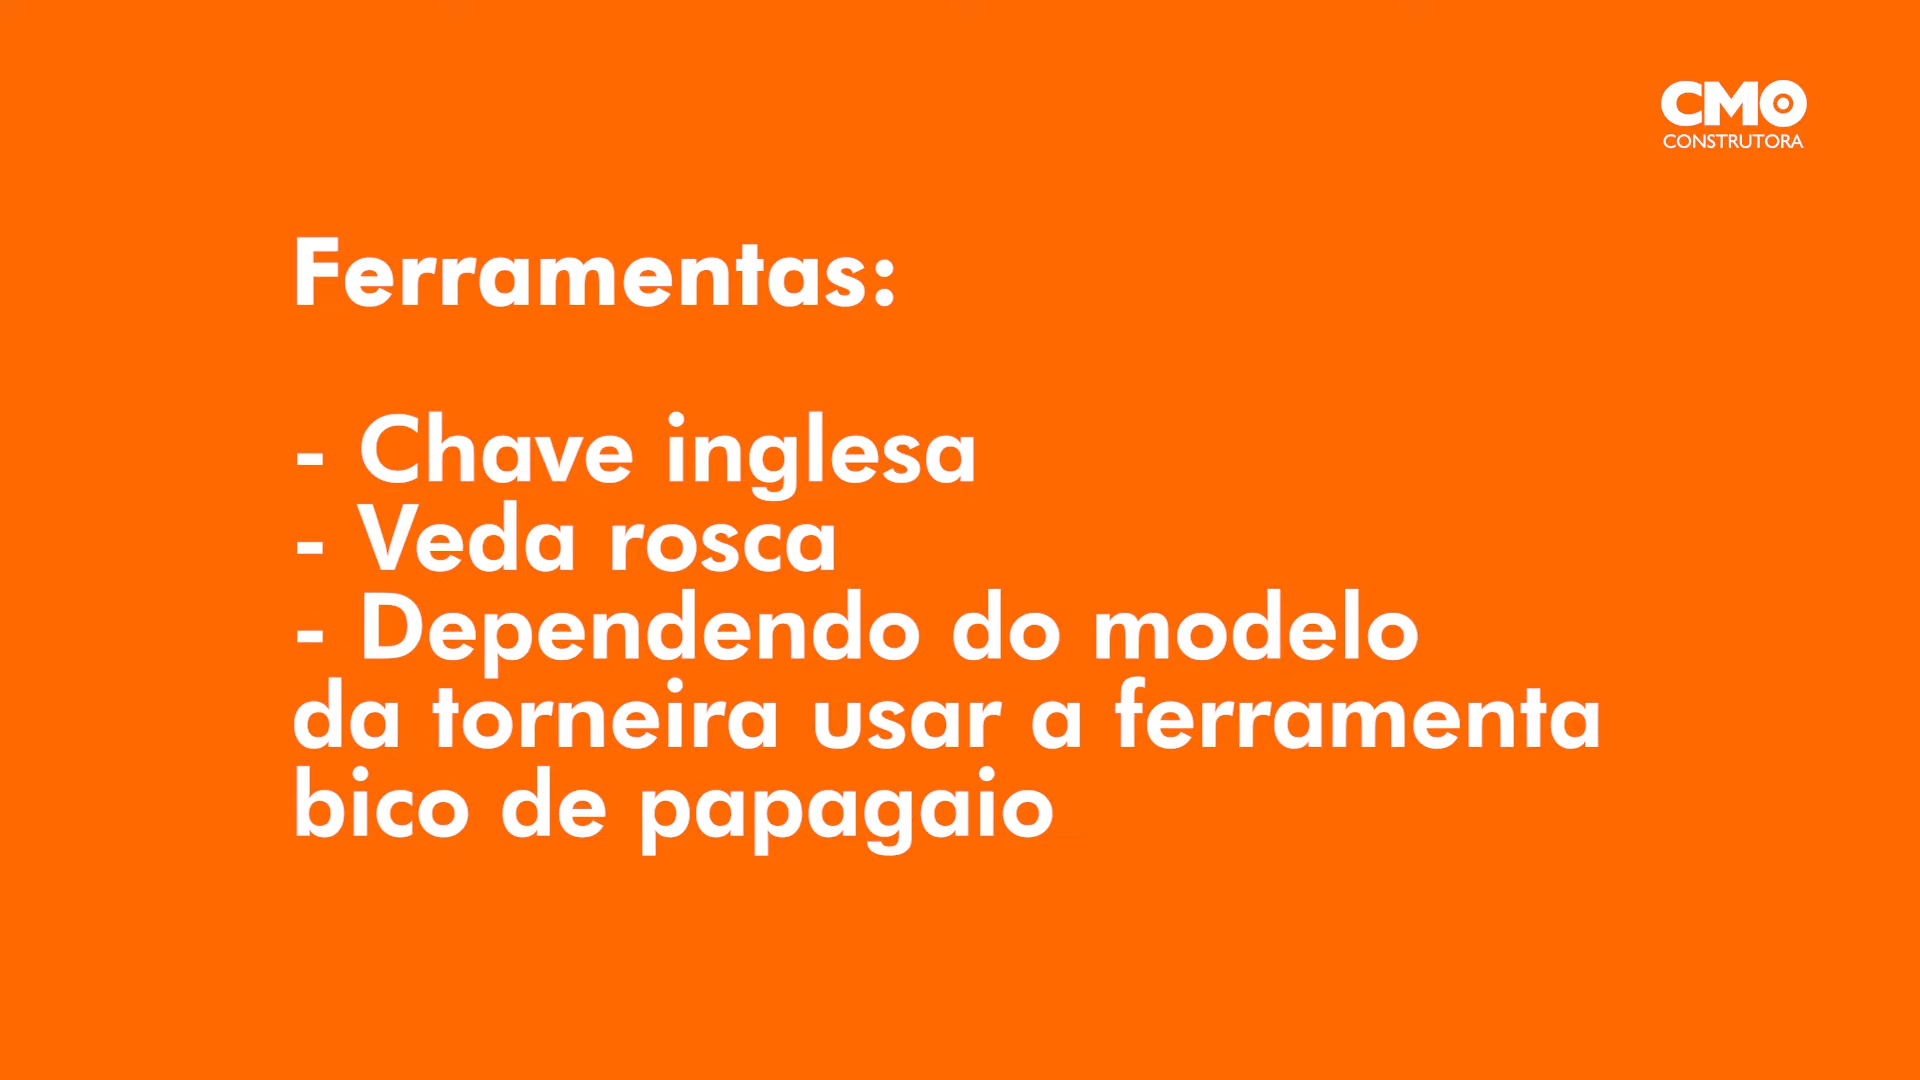 CMO
CONSTRUTORA
Ferramentas:
- Chave inglesa
- Veda rosca
- Dependendo do modelo
da torneira usar a ferramenta
bico de papagaio